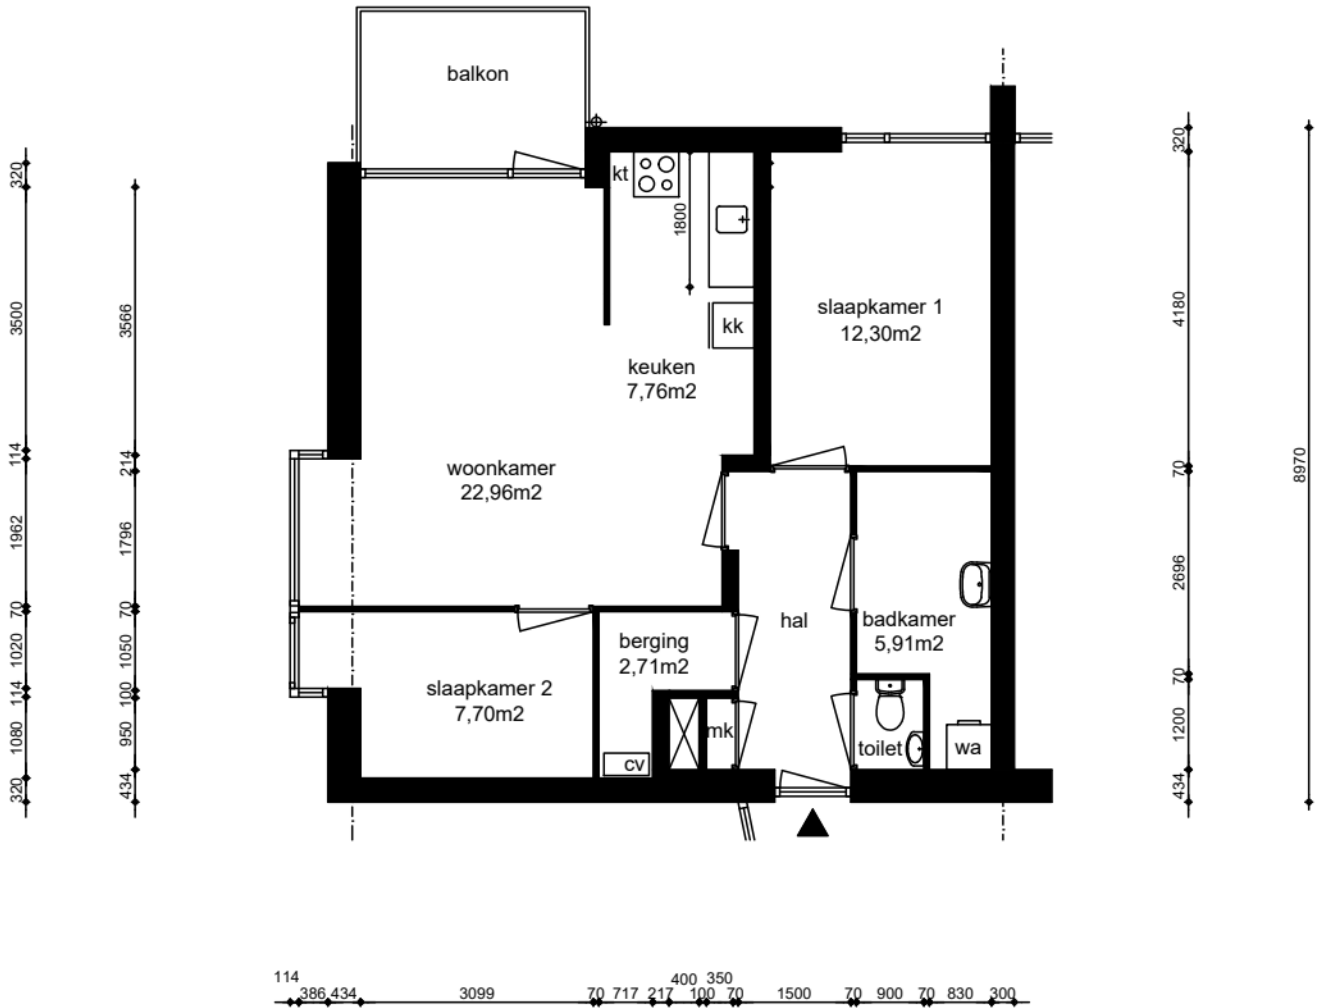 balkon
kt
1800
kk
keuken
7,76m2
slaapkamer 1
12,30m2
woonkamer
22,96m2
hal
badkamer
5,91m2
berging
2,71m2
slaapkamer 2
7,70m2
mk
toilet
wa
cv
320
3500
114
1962
70
1020
114
1080
320
3566
214
1796
70
1050
100
950
434
320
4180
70
2696
70
1200
434
8970
114
386 434 3099 70 717 217 400 100 350 70 1500 70 900 70 830 300